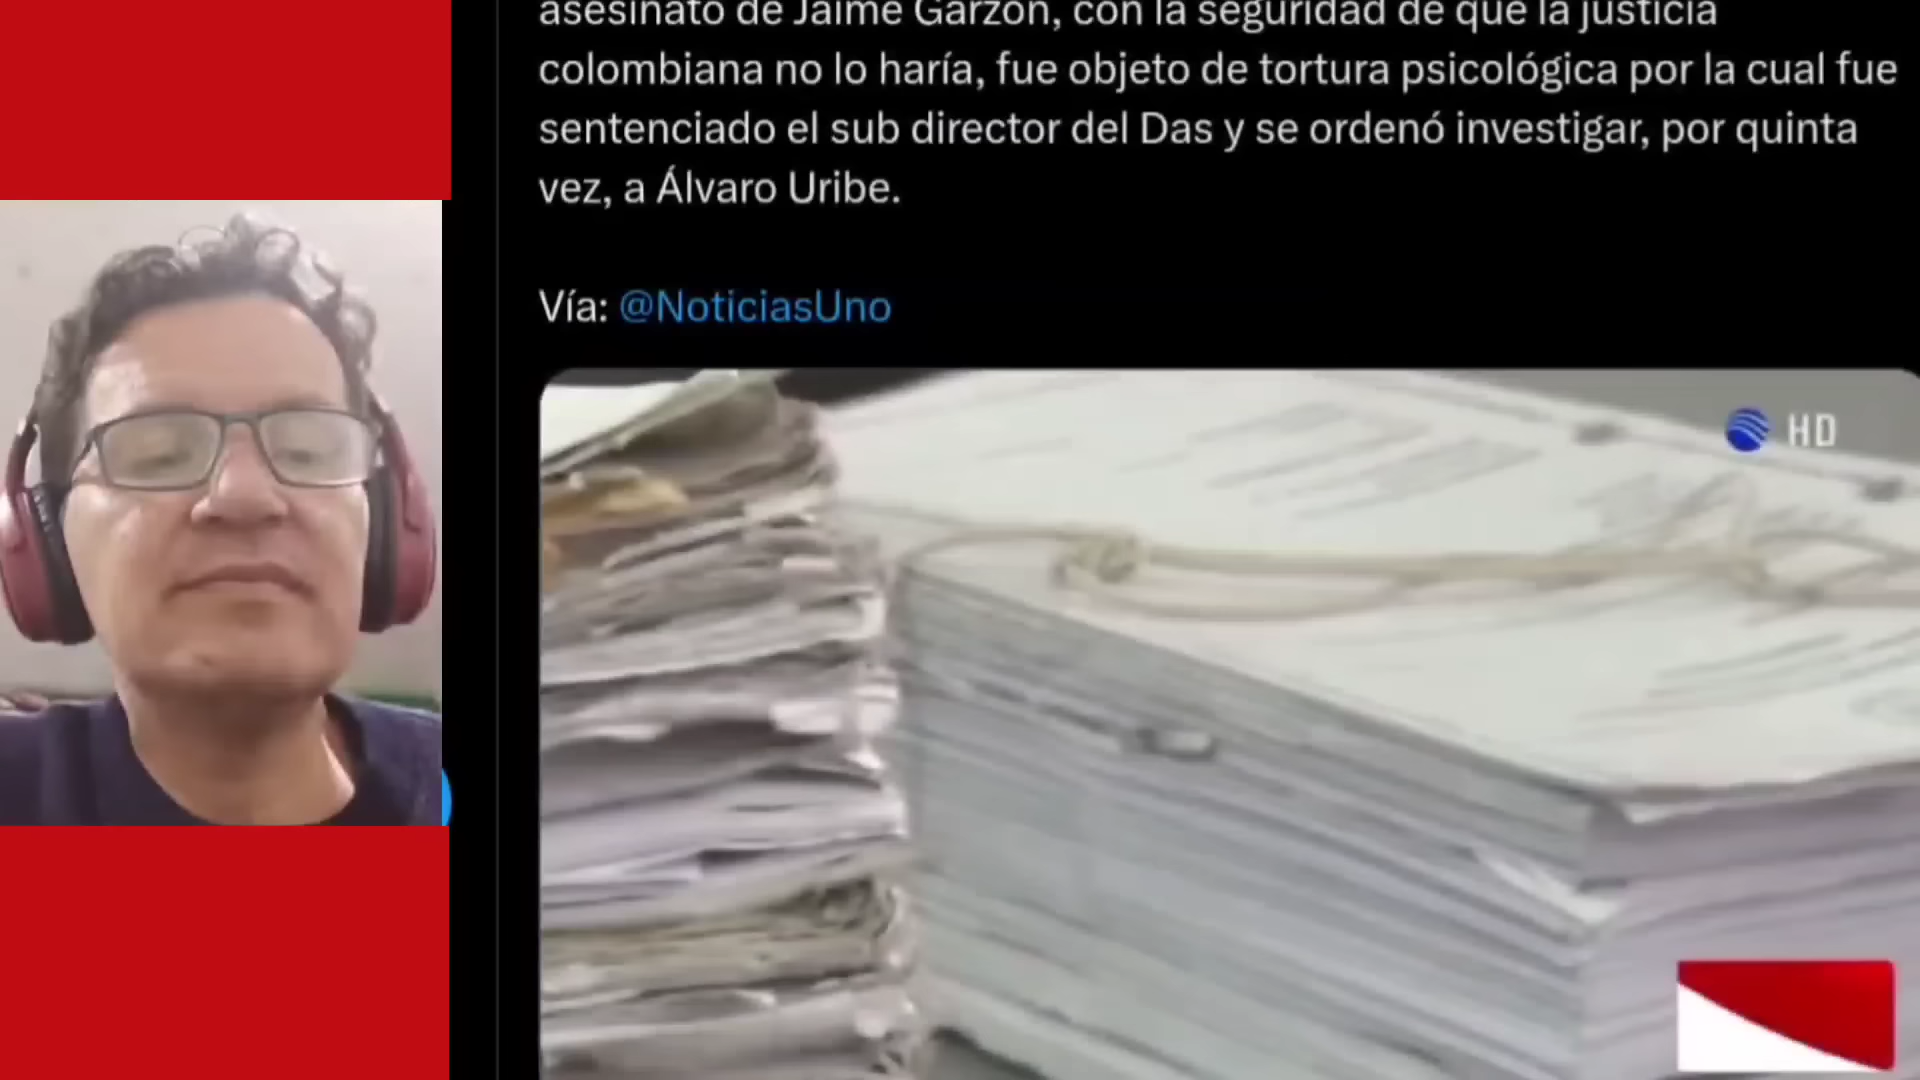 asesinato de Jaime Garzón, con la seguridad de que la justicia
colombiana no lo haría, fue objeto de tortura psicológica por la cual fue
sentenciado el sub director del Das y se ordenó investigar, por quinta
vez, a Álvaro Uribe.
Vía: @NoticiasUno
HD